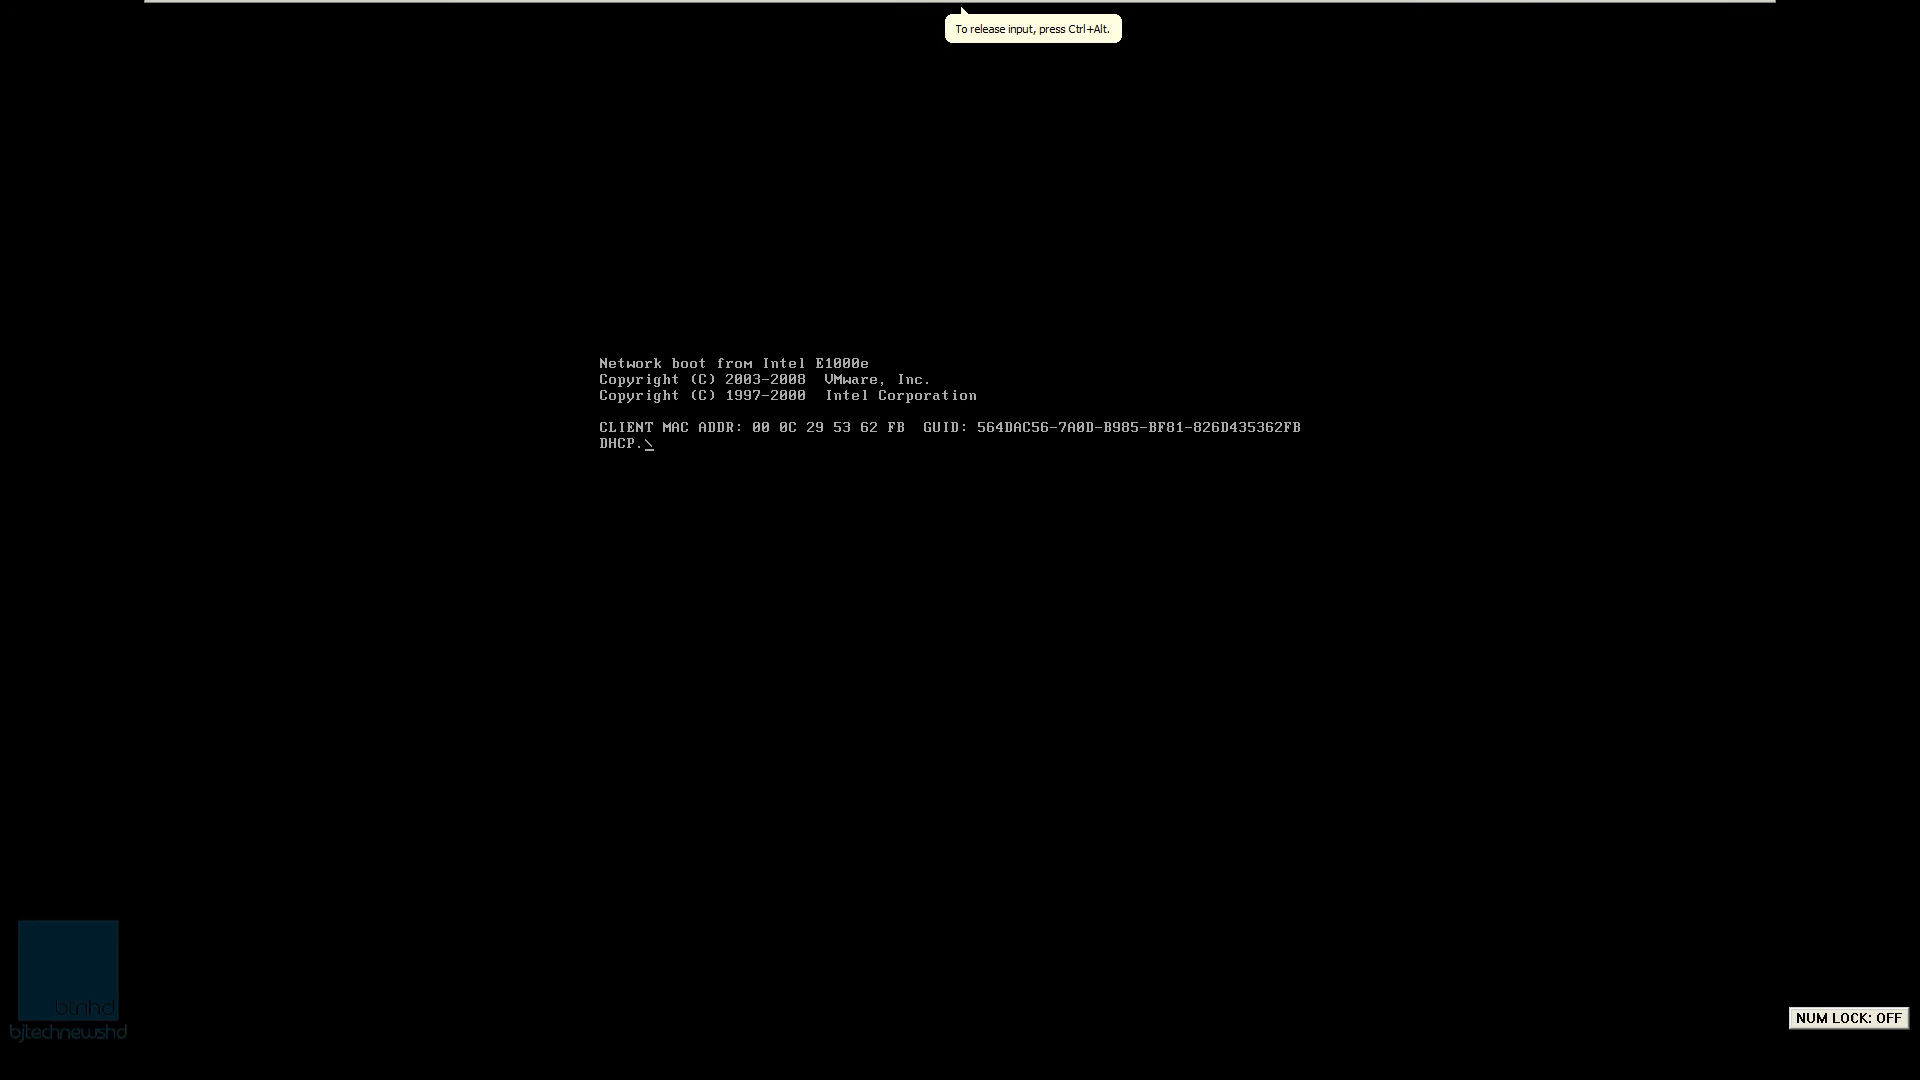 To release input, press Ctrl+Alt.
Network boot from Intel E1000e
Copyright (C) 2003-2008  VMware, Inc.
Copyright (C) 1997-2000  Intel Corporation
CLIENT MAC ADDR: 00 0C 29 53 62 FB  GUID: 564DAC56-7A0D-B985-BF81-826D435362FB
DHCP.\
btnhd
bjtechnewshd
NUM LOCK: OFF